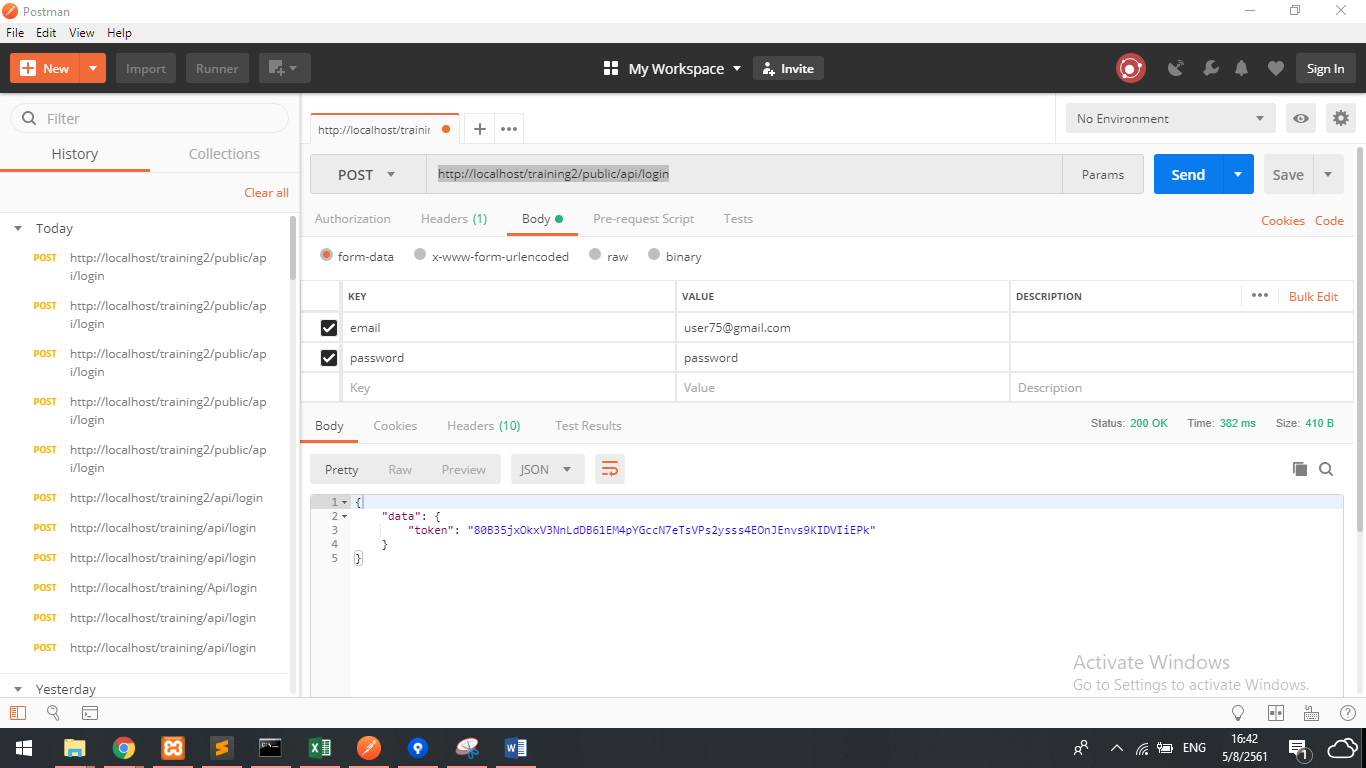 Postman
File Edit View Help
New Import Runner My Workspace Invite Sign In
Filter
History Collections
Clear all
Today
POST http://localhost/training2/public/ap
i/login
POST http://localhost/training2/public/ap
i/login
POST http://localhost/training2/public/ap
i/login
POST http://localhost/training2/public/ap
i/login
POST http://localhost/training2/public/ap
i/login
POST http://localhost/training2/api/login
POST http://localhost/training/api/login
POST http://localhost/training/api/login
POST http://localhost/training/Api/login
POST http://localhost/training/api/login
POST http://localhost/training/api/login
Yesterday
http://localhost/trainin
No Environment
POST http://localhost/training2/public/api/login Params Send Save
Authorization Headers (1) Body Pre-request Script Tests Cookies Code
form-data x-www-form-urlencoded raw binary
KEY VALUE DESCRIPTION Bulk Edit
email user75@gmail.com
password password
Key Value Description
Body Cookies Headers (10) Test Results Status: 200 OK Time: 382 ms Size: 410 B
Pretty Raw Preview JSON
1 {
2 "data": {
3 "token": "80B35jxOkxV3NnLdDB61EM4pYGccN7eTsVPs2ysss4EOnJEnvs9KIDVIiEPk"
4 }
5 }
Activate Windows
Go to Settings to activate Windows.
ENG 16:42
5/8/2561
1